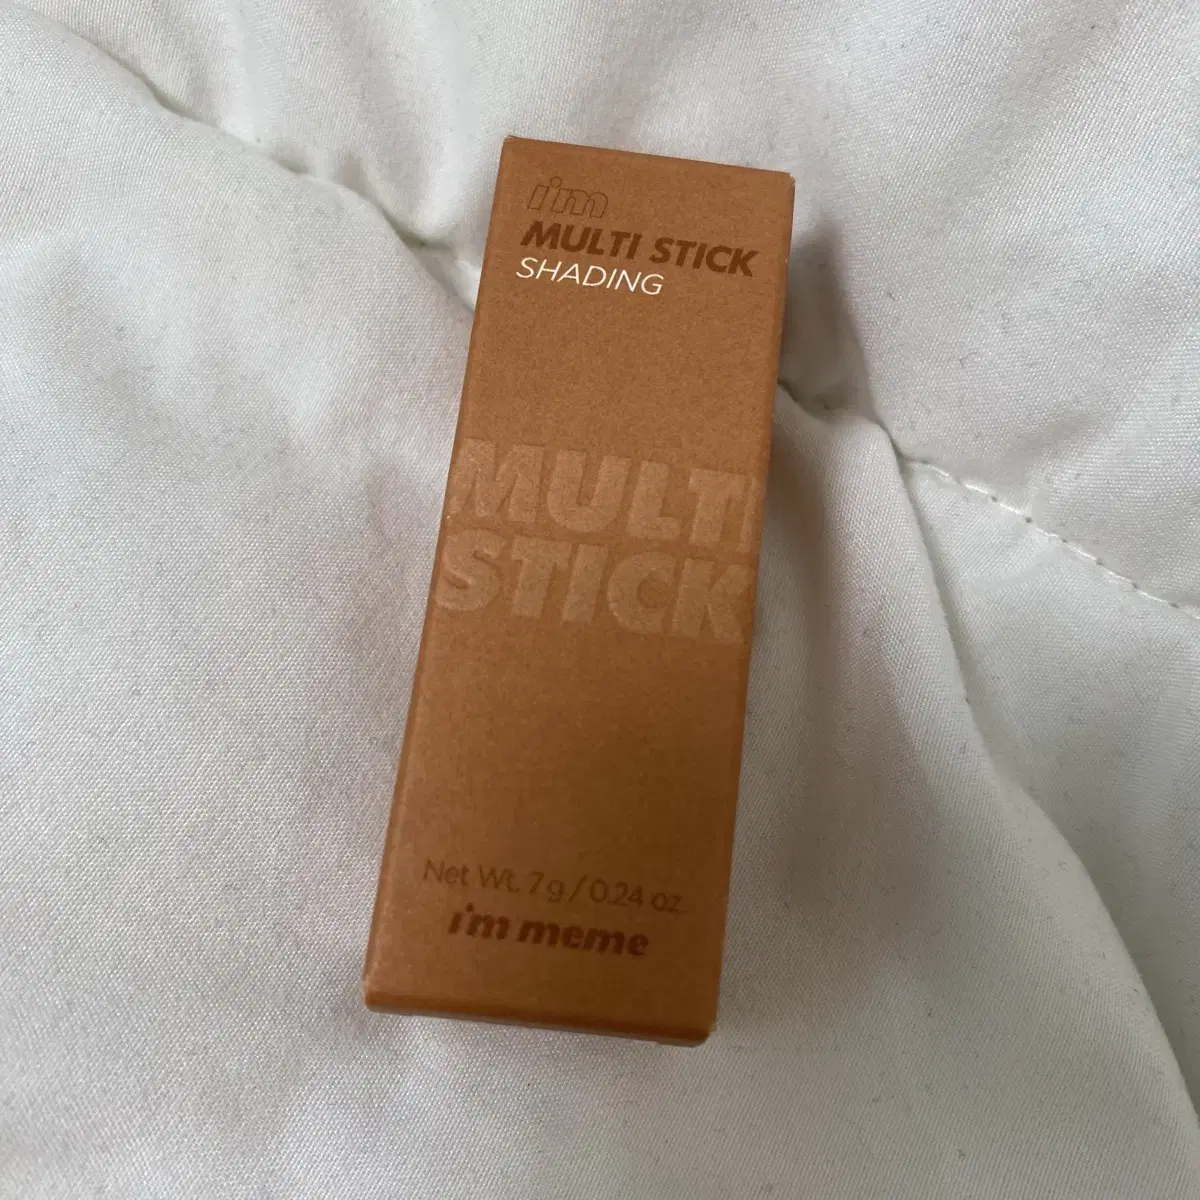 i'm
MULTI STICK
SHADING
MULTI
STICK
Net Wt. 7g / 0.24 oz.
i'm meme